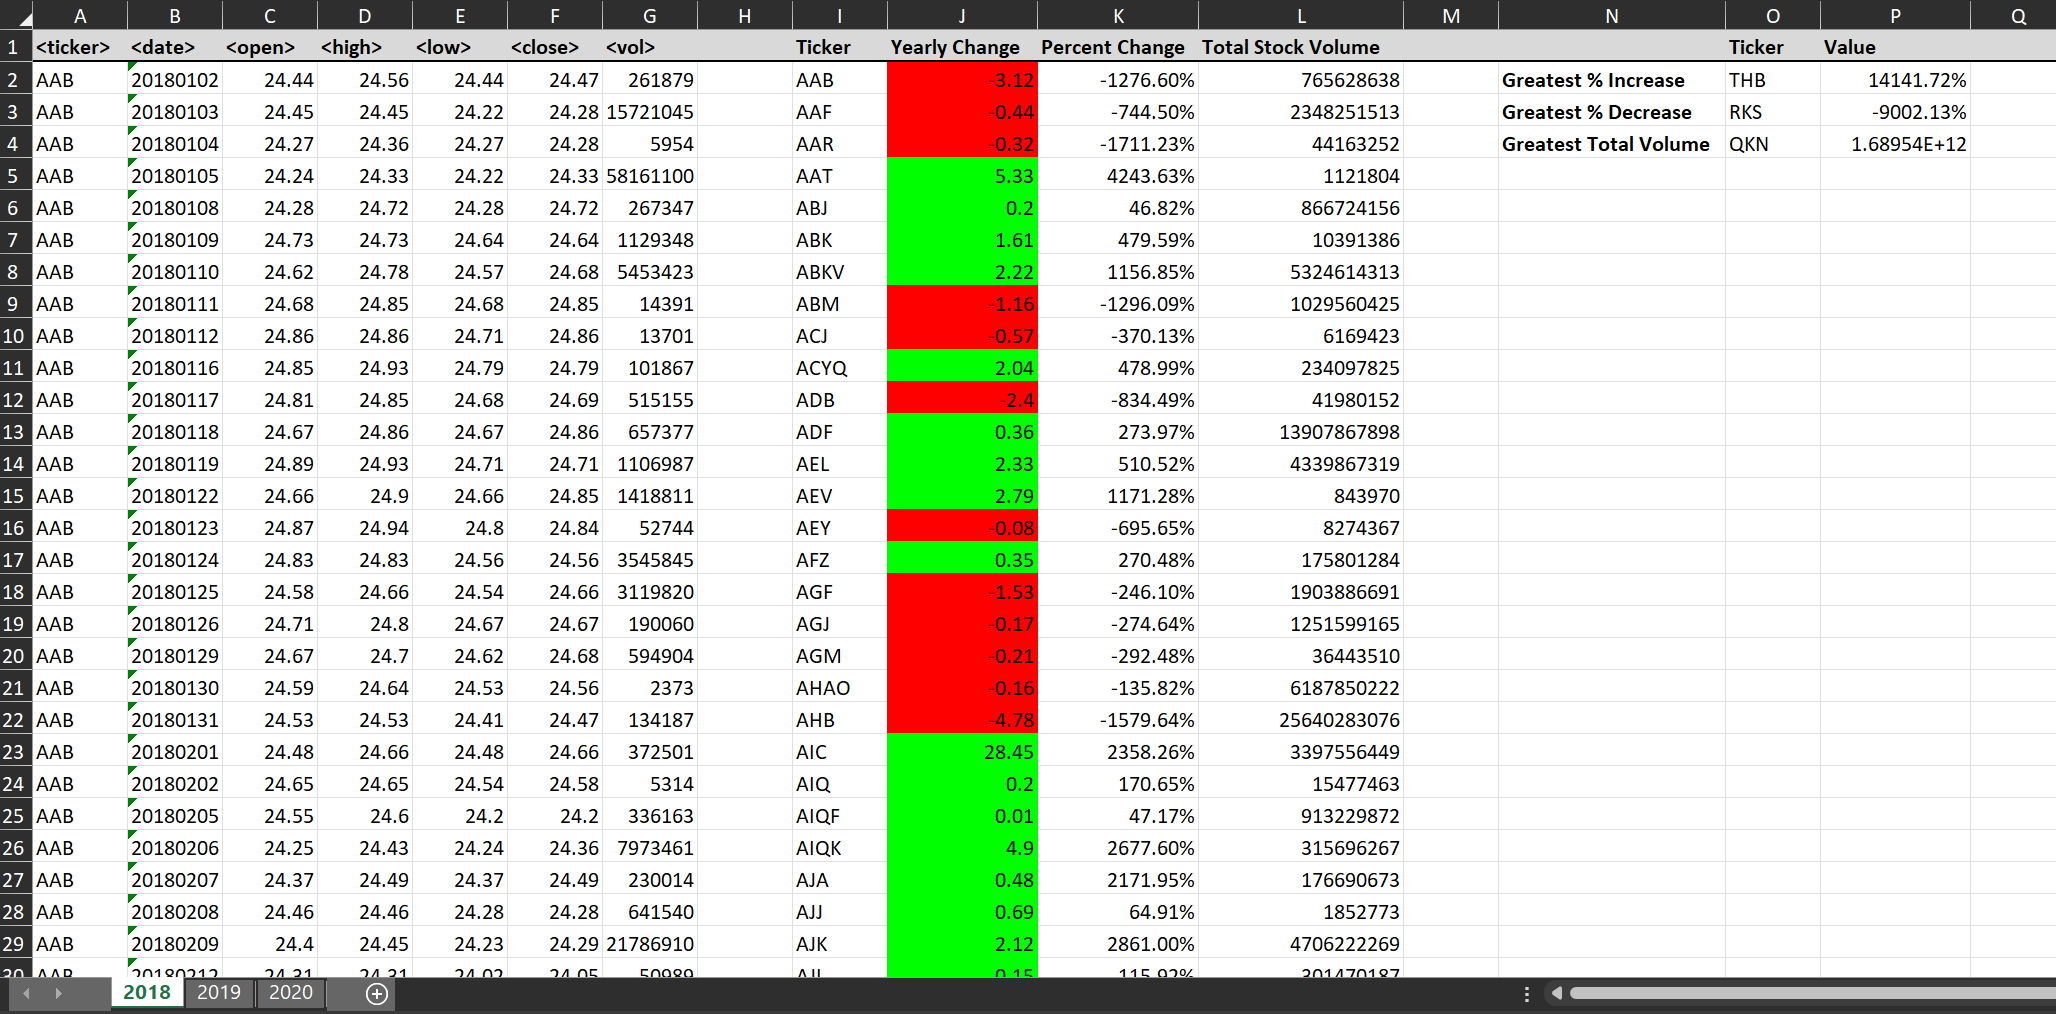 A B C D E F G H I J K L M N O P Q
1 <ticker> <date> <open> <high> <low> <close> <vol> Ticker Yearly Change Percent Change Total Stock Volume Ticker Value
2 AAB 20180102 24.44 24.56 24.44 24.47 261879 AAB -3.12 -1276.60% 765628638 Greatest % Increase THB 14141.72%
3 AAB 20180103 24.45 24.45 24.22 24.28 15721045 AAF -0.44 -744.50% 2348251513 Greatest % Decrease RKS -9002.13%
4 AAB 20180104 24.27 24.36 24.27 24.28 5954 AAR -0.32 -1711.23% 44163252 Greatest Total Volume QKN 1.68954E+12
5 AAB 20180105 24.24 24.33 24.22 24.33 58161100 AAT 5.33 4243.63% 1121804
6 AAB 20180108 24.28 24.72 24.28 24.72 267347 ABJ 0.2 46.82% 866724156
7 AAB 20180109 24.73 24.73 24.64 24.64 1129348 ABK 1.61 479.59% 10391386
8 AAB 20180110 24.62 24.78 24.57 24.68 5453423 ABKV 2.22 1156.85% 5324614313
9 AAB 20180111 24.68 24.85 24.68 24.85 14391 ABM -1.16 -1296.09% 1029560425
10 AAB 20180112 24.86 24.86 24.71 24.86 13701 ACJ -0.57 -370.13% 6169423
11 AAB 20180116 24.85 24.93 24.79 24.79 101867 ACYQ 2.04 478.99% 234097825
12 AAB 20180117 24.81 24.85 24.68 24.69 515155 ADB -2.4 -834.49% 41980152
13 AAB 20180118 24.67 24.86 24.67 24.86 657377 ADF 0.36 273.97% 13907867898
14 AAB 20180119 24.89 24.93 24.71 24.71 1106987 AEL 2.33 510.52% 4339867319
15 AAB 20180122 24.66 24.9 24.66 24.85 1418811 AEV 2.79 1171.28% 843970
16 AAB 20180123 24.87 24.94 24.8 24.84 52744 AEY -0.08 -695.65% 8274367
17 AAB 20180124 24.83 24.83 24.56 24.56 3545845 AFZ 0.35 270.48% 175801284
18 AAB 20180125 24.58 24.66 24.54 24.66 3119820 AGF -1.53 -246.10% 1903886691
19 AAB 20180126 24.71 24.8 24.67 24.67 190060 AGJ -0.17 -274.64% 1251599165
20 AAB 20180129 24.67 24.7 24.62 24.68 594904 AGM -0.21 -292.48% 36443510
21 AAB 20180130 24.59 24.64 24.53 24.56 2373 AHAO -0.16 -135.82% 6187850222
22 AAB 20180131 24.53 24.53 24.41 24.47 134187 AHB -4.78 -1579.64% 25640283076
23 AAB 20180201 24.48 24.66 24.48 24.66 372501 AIC 28.45 2358.26% 3397556449
24 AAB 20180202 24.65 24.65 24.54 24.58 5314 AIQ 0.2 170.65% 15477463
25 AAB 20180205 24.55 24.6 24.2 24.2 336163 AIQF 0.01 47.17% 913229872
26 AAB 20180206 24.25 24.43 24.24 24.36 7973461 AIQK 4.9 2677.60% 315696267
27 AAB 20180207 24.37 24.49 24.37 24.49 230014 AJA 0.48 2171.95% 176690673
28 AAB 20180208 24.46 24.46 24.28 24.28 641540 AJJ 0.69 64.91% 1852773
29 AAB 20180209 24.4 24.45 24.23 24.29 21786910 AJK 2.12 2861.00% 4706222269
30 AAB 20180212 24.31 24.31 24.02 24.05 50989 0.15 115.92% 301470187
2018 2019 2020